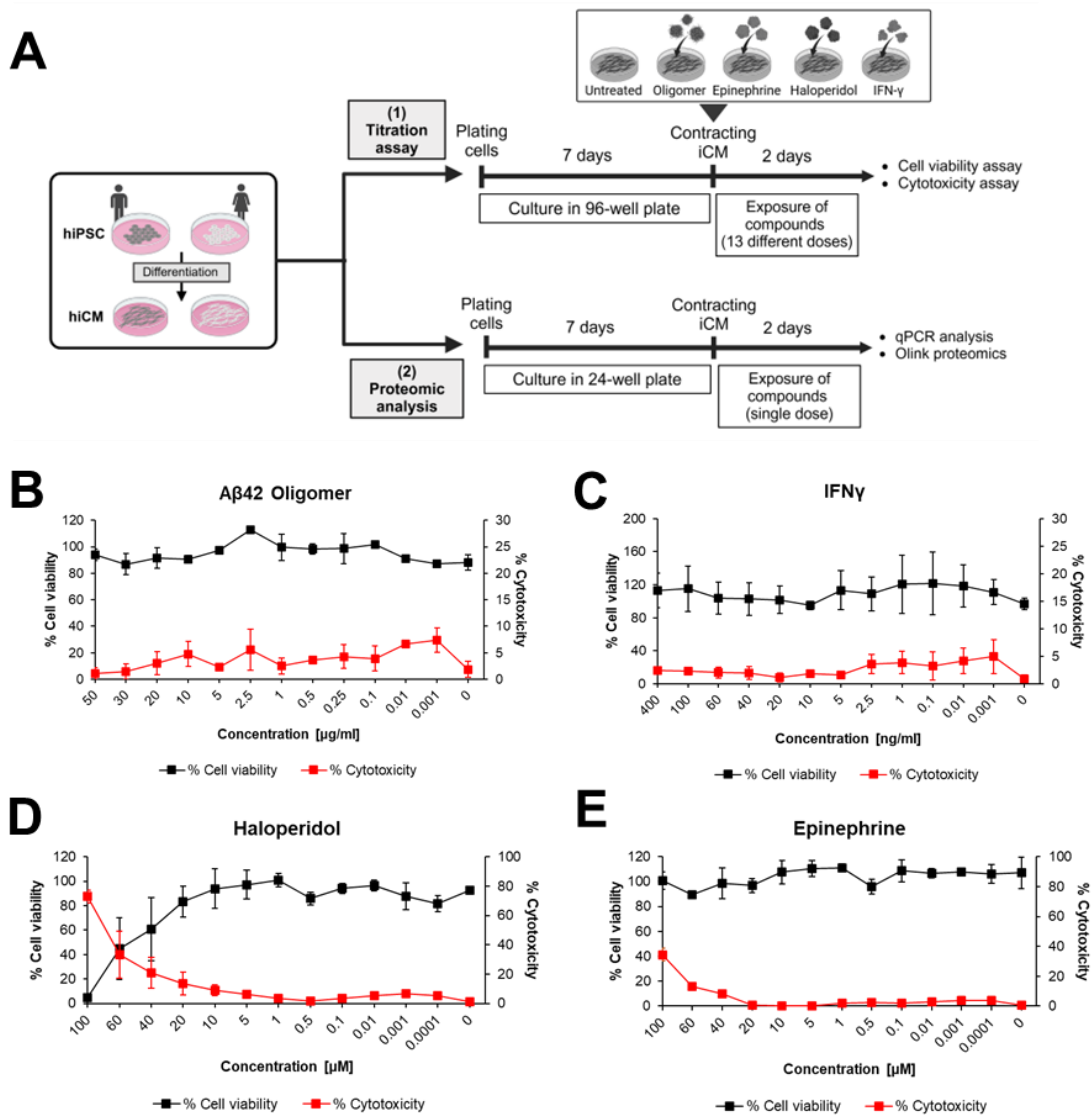 A
Untreated Oligomer Epinephrine Haloperidol IFN-γ
(1)
Titration
assay
Plating
cells
7 days
Contracting
iCM
2 days
• Cell viability assay
• Cytotoxicity assay
Culture in 96-well plate
Exposure of
compounds
(13 different doses)
hiPSC
Differentiation
hiCM
Plating
cells
7 days
Contracting
iCM
2 days
• qPCR analysis
• Olink proteomics
(2)
Proteomic
analysis
Culture in 24-well plate
Exposure of
compounds
(single dose)
B
Aβ42 Oligomer
% Cell viability
120
100
80
60
40
20
0
30
25
20
15
10
5
0
% Cytotoxicity
50 30 20 10 5 2.5 1 0.5 0.25 0.1 0.01 0.001 0
Concentration [µg/ml]
% Cell viability % Cytotoxicity
C
IFNγ
% Cell viability
200
160
120
80
40
0
30
25
20
15
10
5
0
% Cytotoxicity
400 100 60 40 20 10 5 2.5 1 0.1 0.01 0.001 0
Concentration [ng/ml]
% Cell viability % Cytotoxicity
D
Haloperidol
% Cell viability
120
100
80
60
40
20
0
100
80
60
40
20
0
% Cytotoxicity
100 60 40 20 10 5 1 0.5 0.1 0.01 0.001 0.0001 0
Concentration [µM]
% Cell viability % Cytotoxicity
E
Epinephrine
% Cell viability
120
100
80
60
40
20
0
100
80
60
40
20
0
% Cytotoxicity
100 60 40 20 10 5 1 0.5 0.1 0.01 0.001 0.0001 0
Concentration [µM]
% Cell viability % Cytotoxicity